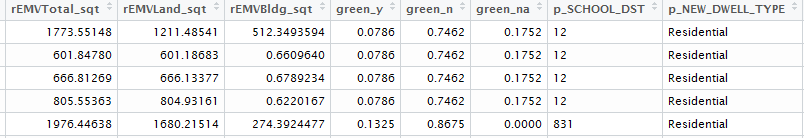 rEMVTotal_sqt rEMVLand_sqt rEMVBldg_sqt green_y green_n green_na p_SCHOOL_DST p_NEW_DWELL_TYPE
1773.55148 1211.48541 512.3493594 0.0786 0.7462 0.1752 12 Residential
601.84780 601.18683 0.6609640 0.0786 0.7462 0.1752 12 Residential
666.81269 666.13377 0.6789234 0.0786 0.7462 0.1752 12 Residential
805.55363 804.93161 0.6220167 0.0786 0.7462 0.1752 12 Residential
1976.44638 1680.21514 274.3924477 0.1325 0.8675 0.0000 831 Residential